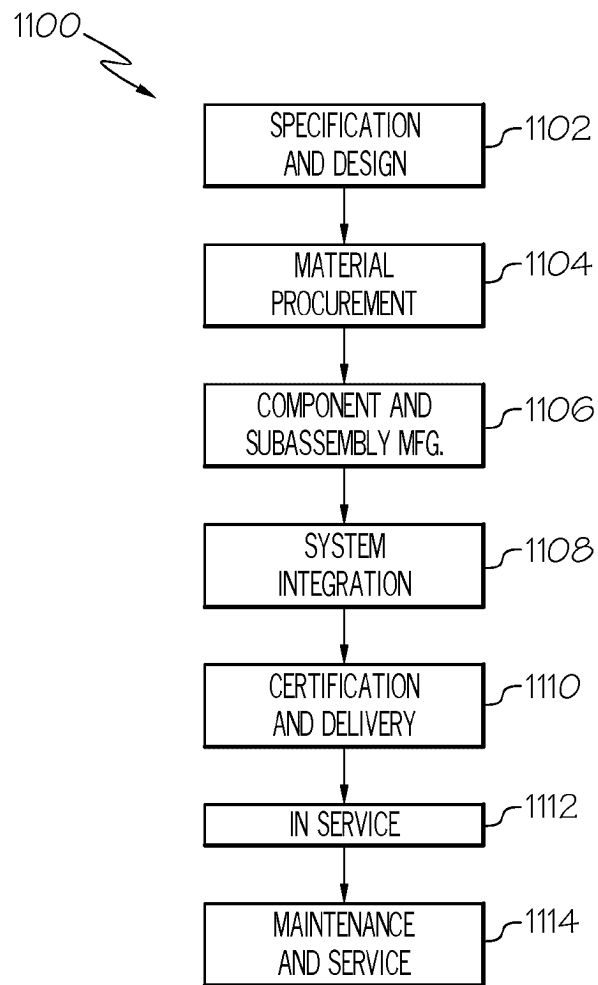 1100
SPECIFICATION
AND DESIGN
1102
MATERIAL
PROCUREMENT
1104
COMPONENT AND
SUBASSEMBLY MFG.
1106
SYSTEM
INTEGRATION
1108
CERTIFICATION
AND DELIVERY
1110
IN SERVICE
1112
MAINTENANCE
AND SERVICE
1114